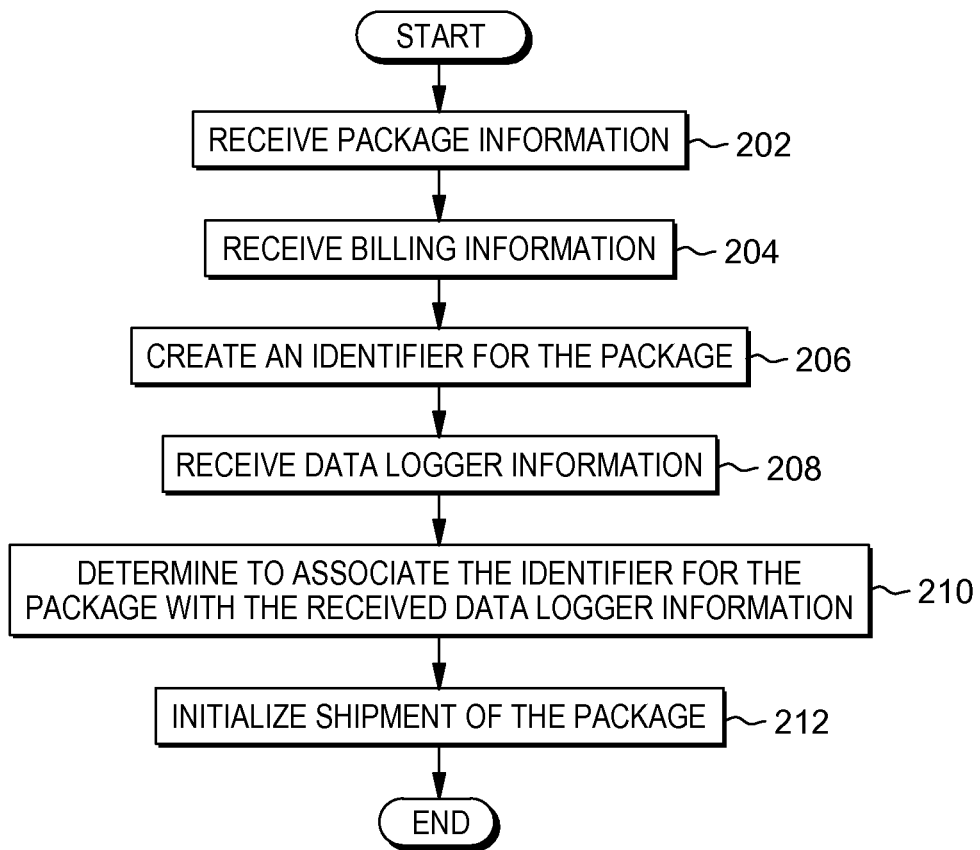 START
RECEIVE PACKAGE INFORMATION 202
RECEIVE BILLING INFORMATION 204
CREATE AN IDENTIFIER FOR THE PACKAGE 206
RECEIVE DATA LOGGER INFORMATION 208
DETERMINE TO ASSOCIATE THE IDENTIFIER FOR THE
PACKAGE WITH THE RECEIVED DATA LOGGER INFORMATION 210
INITIALIZE SHIPMENT OF THE PACKAGE 212
END